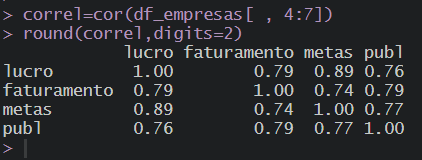 > correl=cor(df_empresas[ , 4:7])
> round(correl,digits=2)
            lucro faturamento metas publ
lucro        1.00        0.79  0.89 0.76
faturamento  0.79        1.00  0.74 0.79
metas        0.89        0.74  1.00 0.77
publ         0.76        0.79  0.77 1.00
>